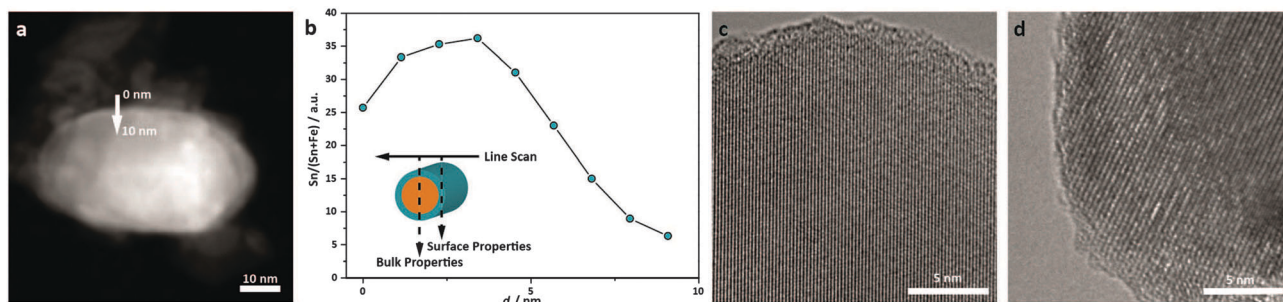 a
0 nm
10 nm
10 nm
b
Sn/(Sn+Fe) / a.u.
40
35
30
25
20
15
10
5
0
Line Scan
Surface Properties
Bulk Properties
0
5
10
d / nm
c
5 nm
d
5 nm